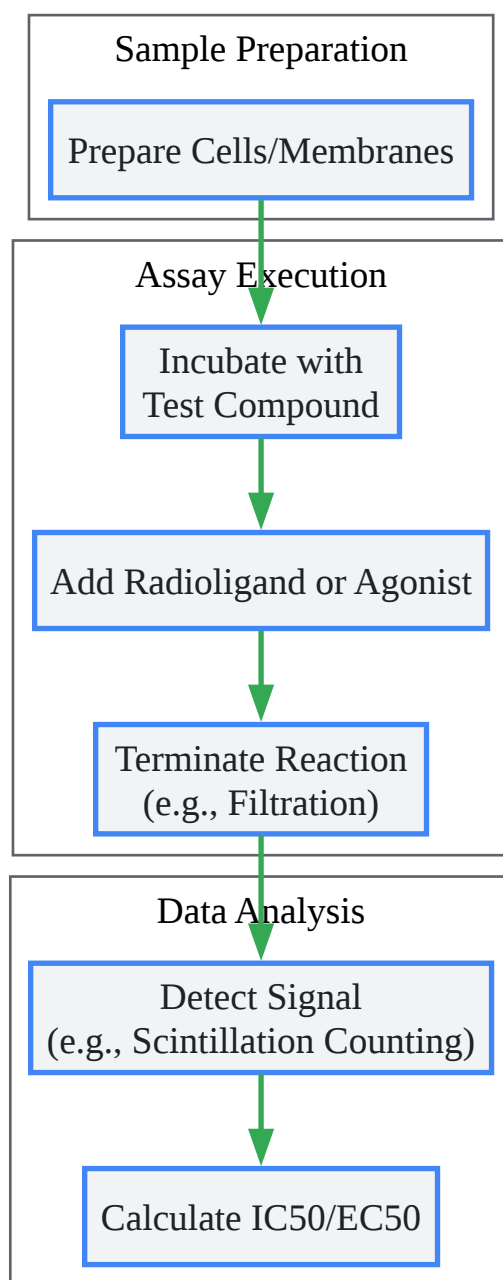 Sample Preparation
Prepare Cells/Membranes
Assay Execution
Incubate with
Test Compound
Add Radioligand or Agonist
Terminate Reaction
(e.g., Filtration)
Data Analysis
Detect Signal
(e.g., Scintillation Counting)
Calculate IC50/EC50